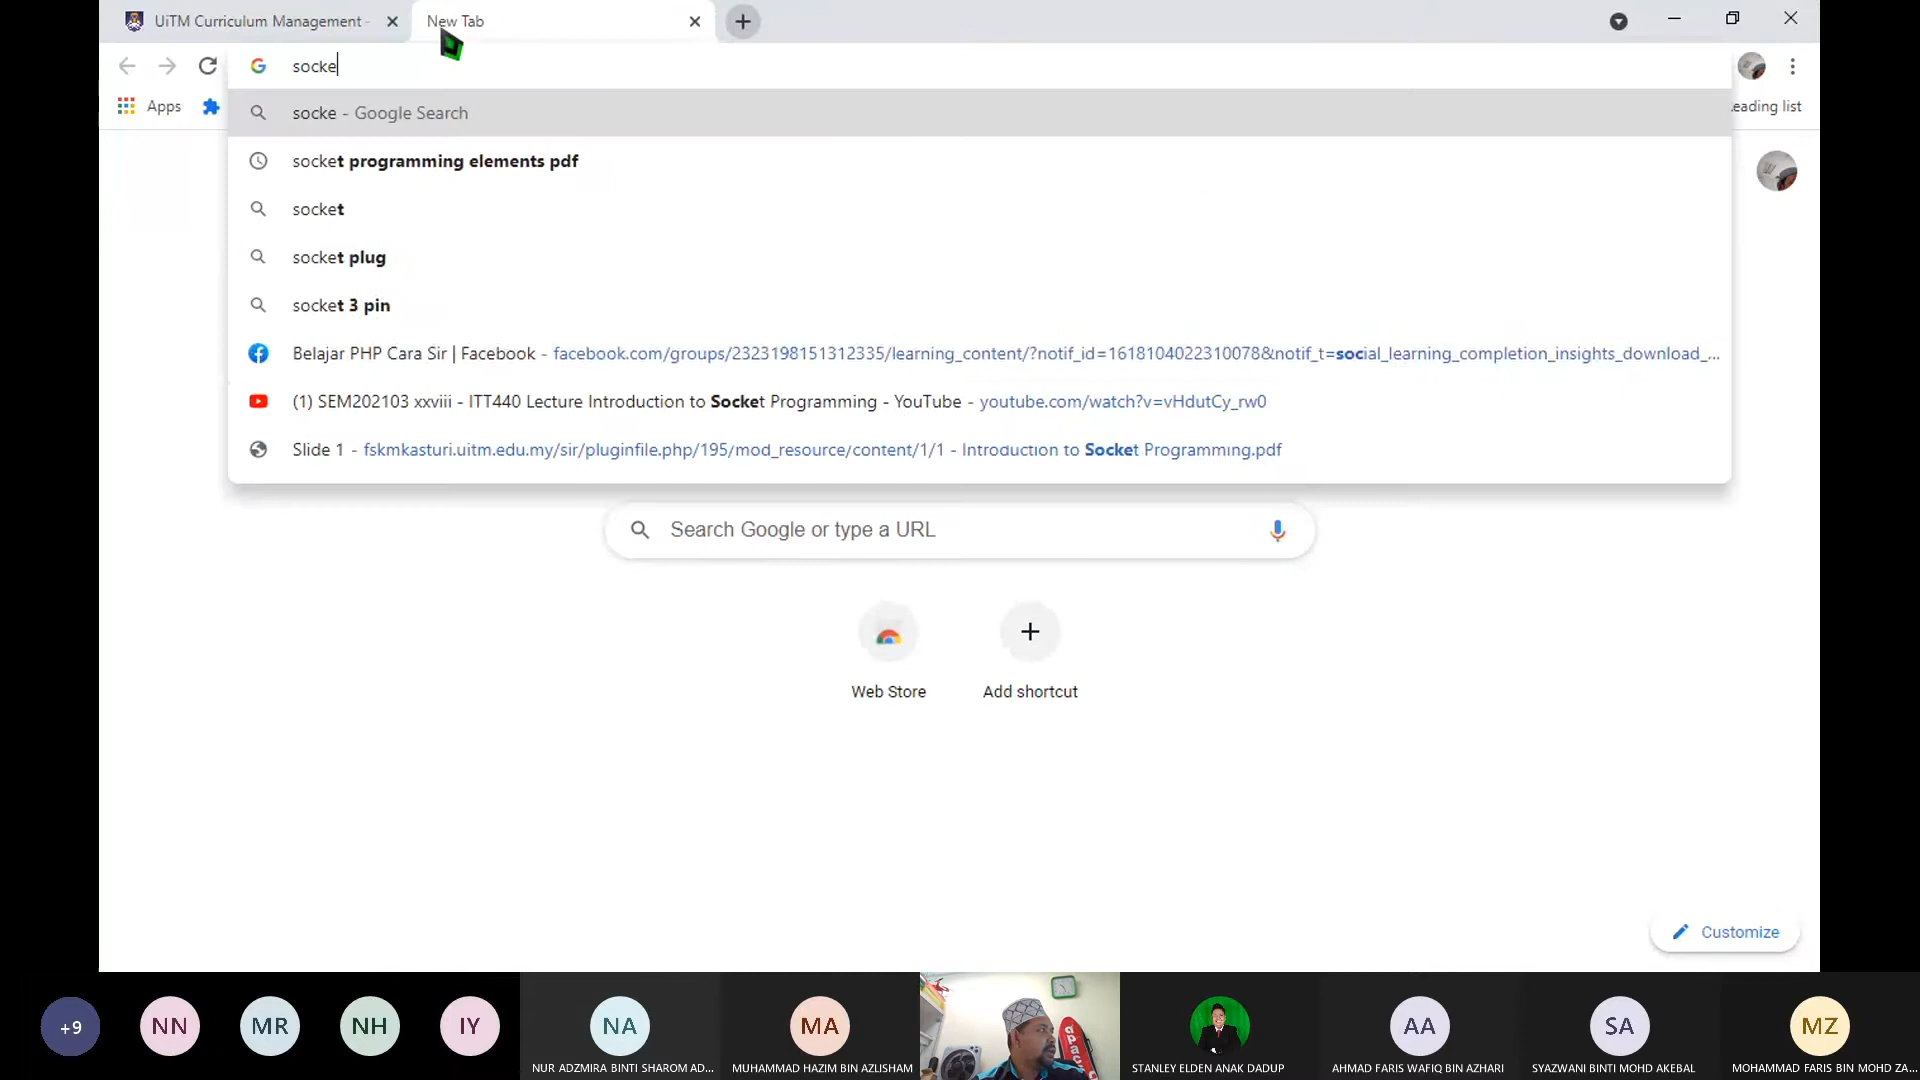 UiTM Curriculum Management -
New Tab
socke
Apps
eading list
socke - Google Search
socket programming elements pdf
socket
socket plug
socket 3 pin
Belajar PHP Cara Sir | Facebook - facebook.com/groups/2323198151312335/learning_content/?notif_id=1618104022310078&notif_t=social_learning_completion_insights_download_...
(1) SEM202103 xxviii - ITT440 Lecture Introduction to Socket Programming - YouTube - youtube.com/watch?v=vHdutCy_rw0
Slide 1 - fskmkasturi.uitm.edu.my/sir/pluginfile.php/195/mod_resource/content/1/1 - Introduction to Socket Programming.pdf
Search Google or type a URL
Web Store
Add shortcut
Customize
+9
NN
MR
NH
IY
NA
MA
AA
SA
MZ
NUR ADZMIRA BINTI SHAROM AD...
MUHAMMAD HAZIM BIN AZLISHAM
STANLEY ELDEN ANAK DADUP
AHMAD FARIS WAFIQ BIN AZHARI
SYAZWANI BINTI MOHD AKEBAL
MOHAMMAD FARIS BIN MOHD ZA...